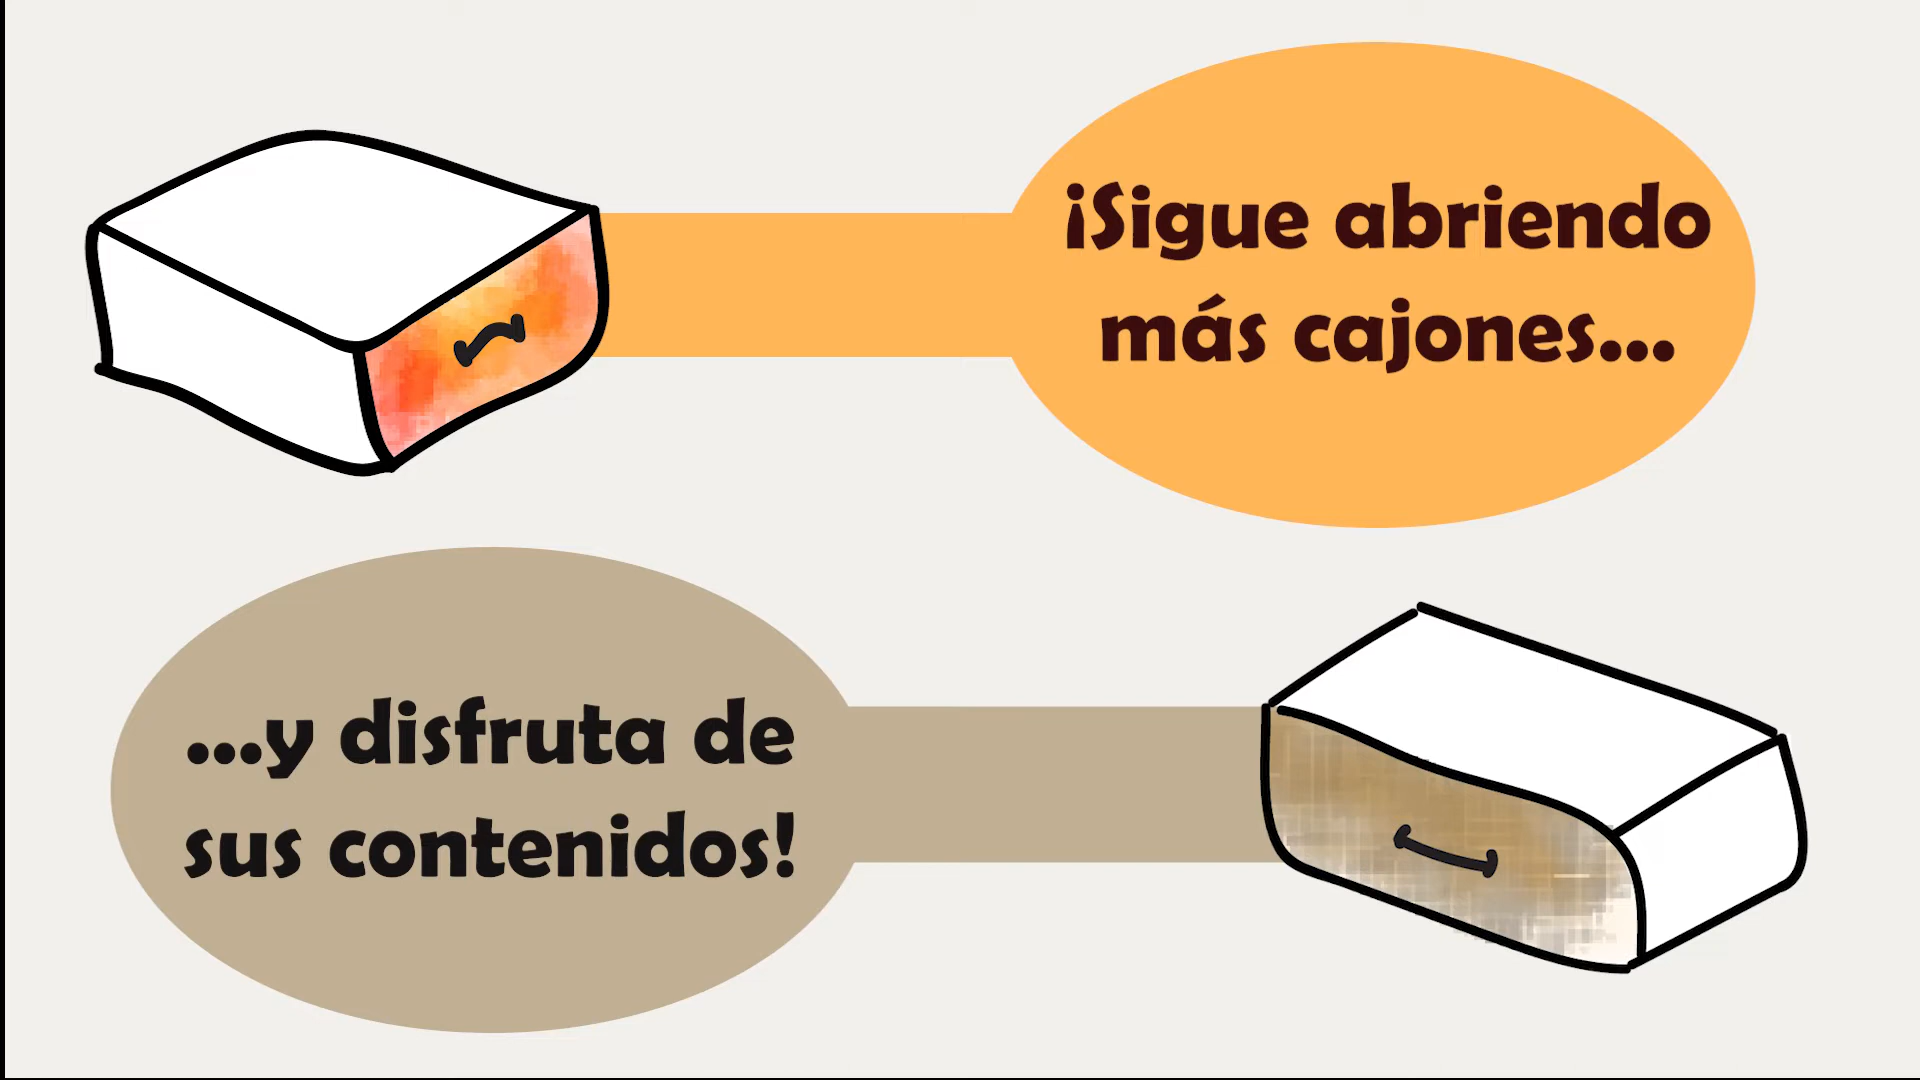 ¡Sigue abriendo
más cajones...
...y disfruta de
sus contenidos!